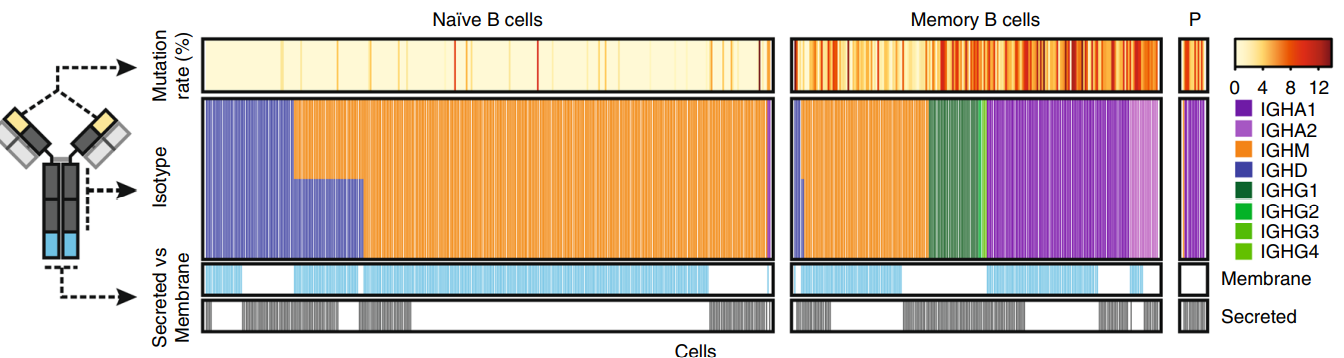 Naïve B cells
Memory B cells
P
Mutation
rate (%)
0 4 8 12
Isotype
IGHA1
IGHA2
IGHM
IGHD
IGHG1
IGHG2
IGHG3
IGHG4
Secreted vs
Membrane
Membrane
Secreted
Cells